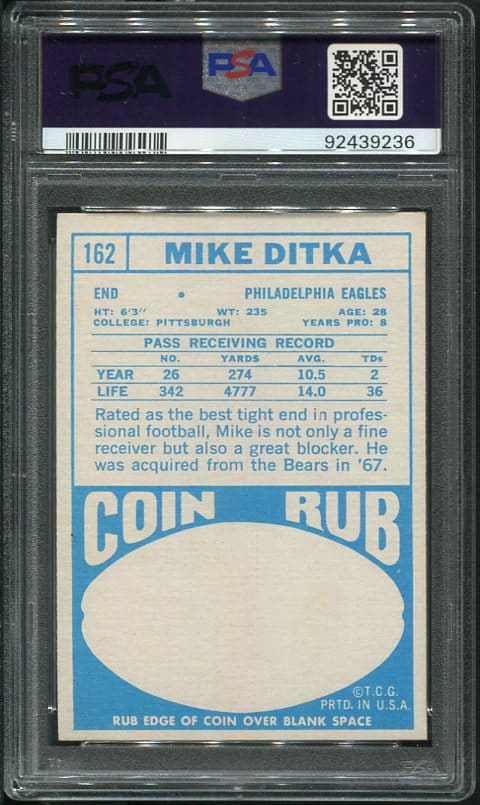 PSA PSA
92439236
162 MIKE DITKA
END • PHILADELPHIA EAGLES
HT: 6'3" WT: 235 AGE: 28
COLLEGE: PITTSBURGH YEARS PRO: 8
PASS RECEIVING RECORD
NO. YARDS AVG. TDs
YEAR 26 274 10.5 2
LIFE 342 4777 14.0 36
Rated as the best tight end in profes-
sional football, Mike is not only a fine
receiver but also a great blocker. He
was acquired from the Bears in '67.
COIN RUB
©T.C.G.
PRTD. IN U.S.A.
RUB EDGE OF COIN OVER BLANK SPACE
PSA